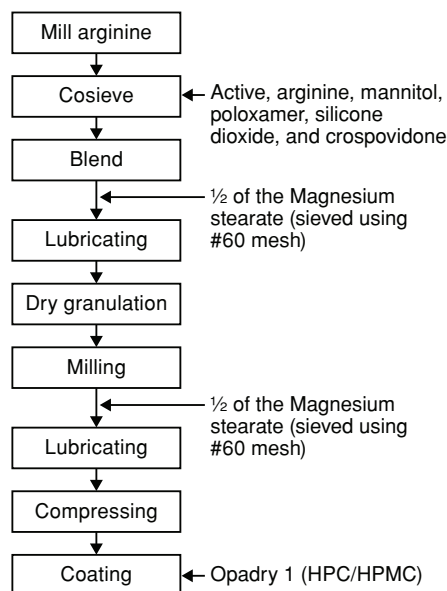 Mill arginine
Cosieve
Active, arginine, mannitol,
poloxamer, silicone
dioxide, and crospovidone
Blend
½ of the Magnesium
stearate (sieved using
#60 mesh)
Lubricating
Dry granulation
Milling
½ of the Magnesium
stearate (sieved using
#60 mesh)
Lubricating
Compressing
Coating
Opadry 1 (HPC/HPMC)